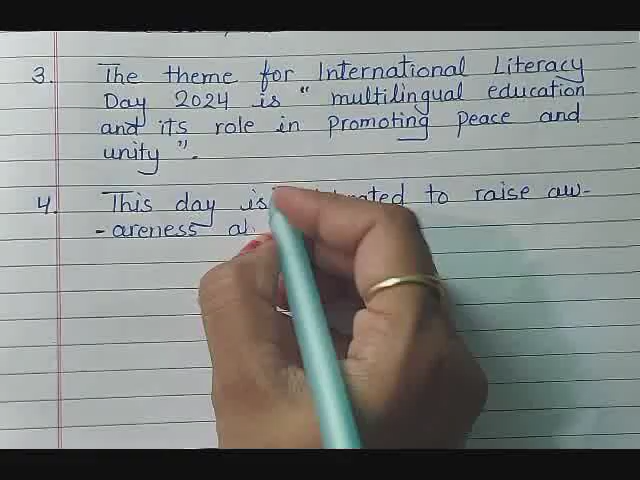 3. The theme for International Literacy
Day 2024 is " multilingual education
and its role in promoting peace and
unity ".
4. This day is to raise aw-
-areness